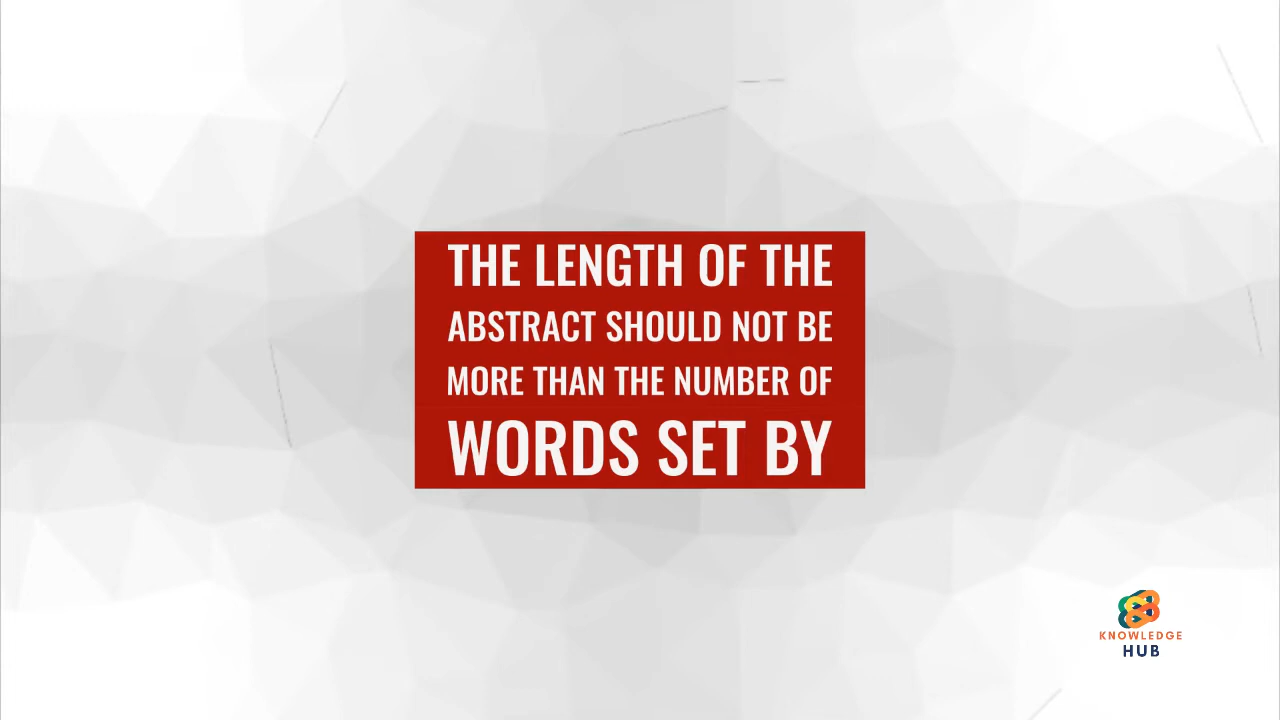 THE LENGTH OF THE
ABSTRACT SHOULD NOT BE
MORE THAN THE NUMBER OF
WORDS SET BY
KNOWLEDGE
HUB